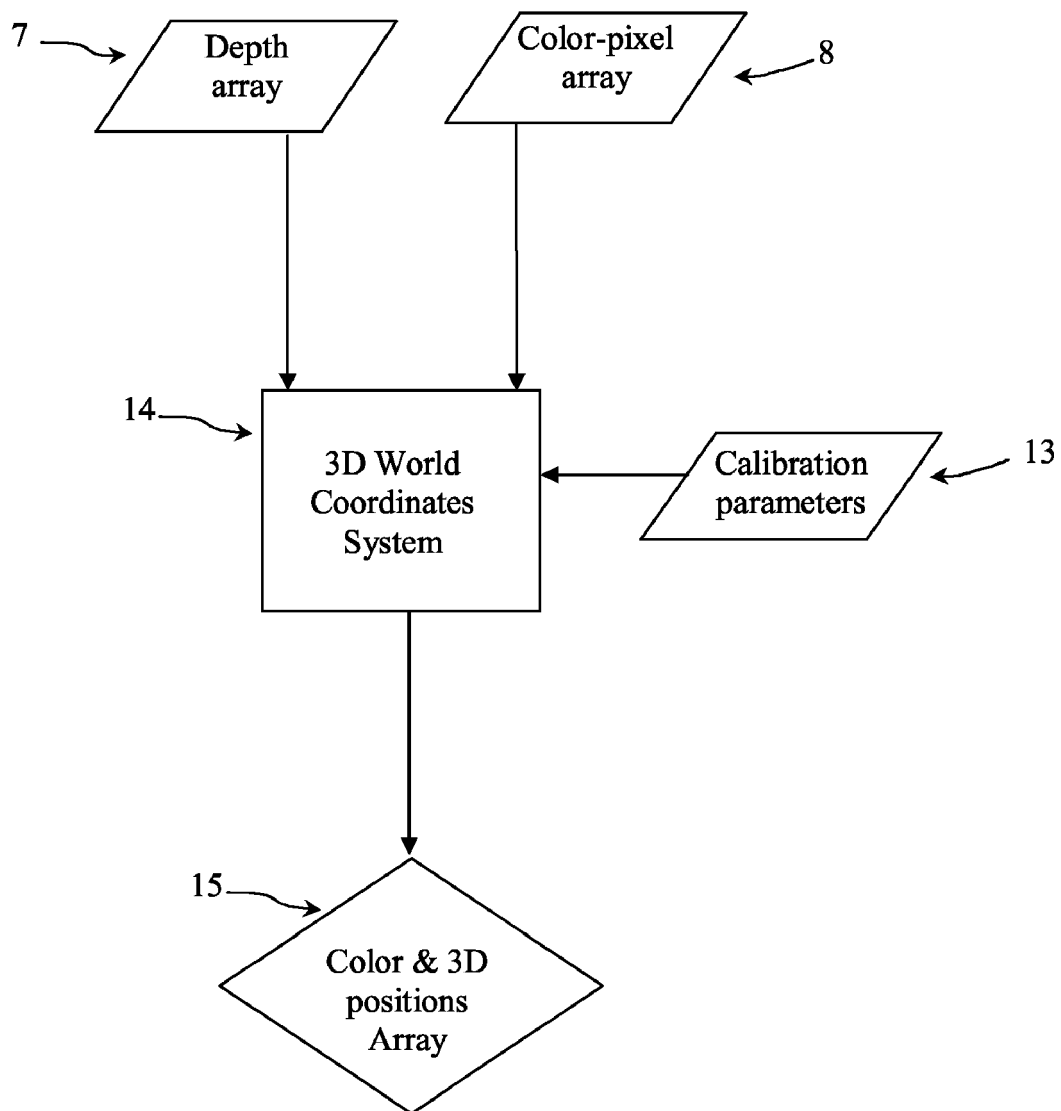 7
Depth
array
Color-pixel
array
8
14
3D World
Coordinates
System
Calibration
parameters
13
15
Color & 3D
positions
Array